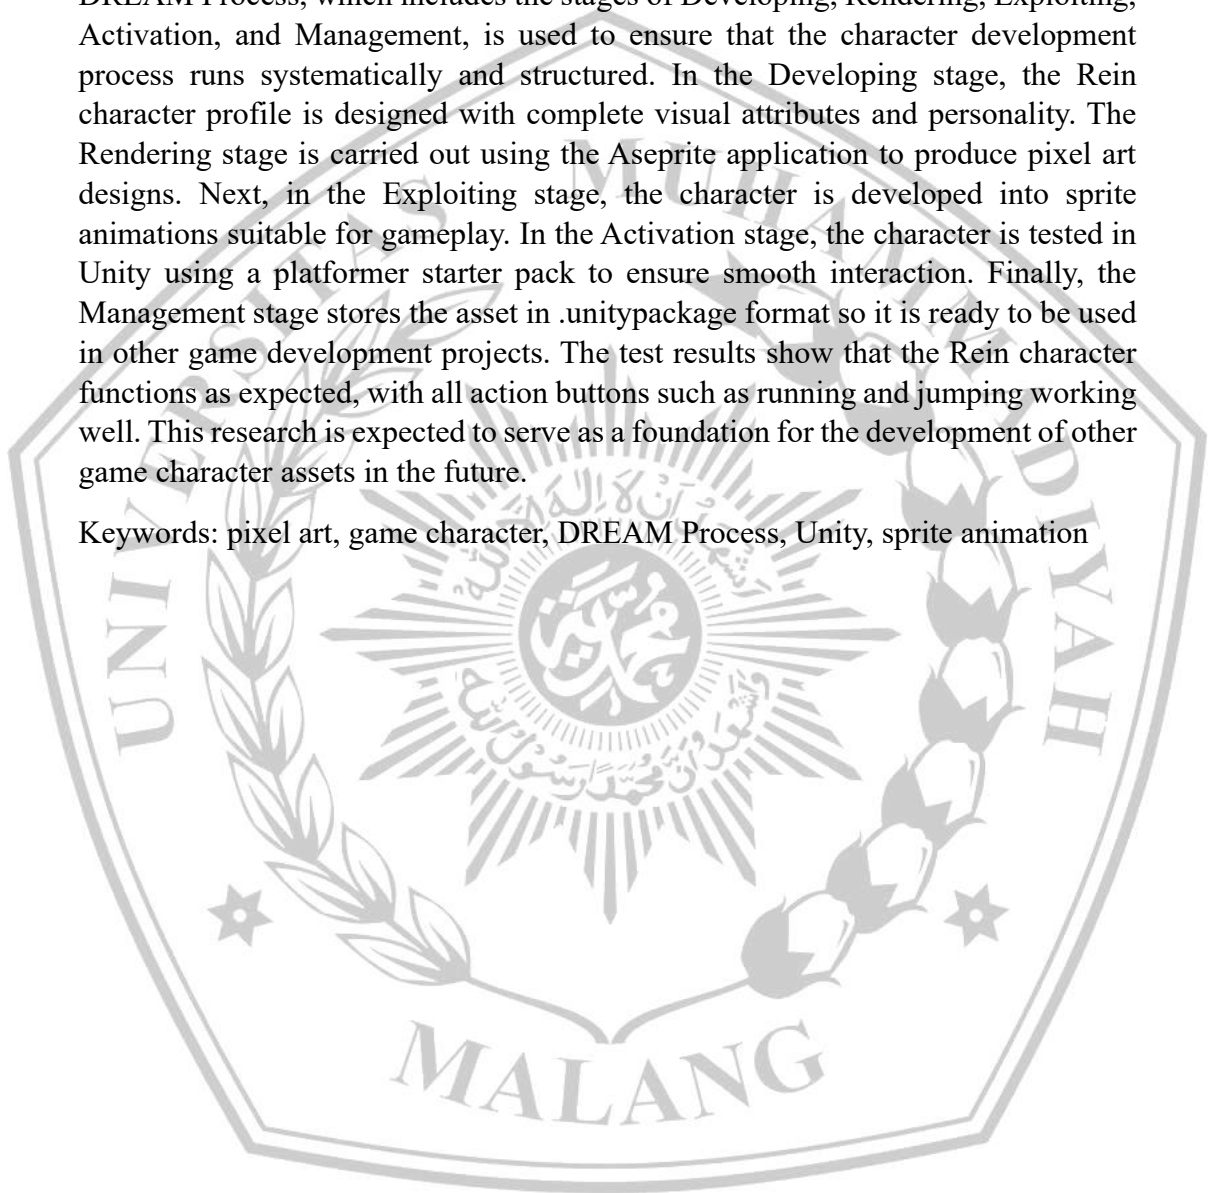 DREAM Process, which includes the stages of Developing, Rendering, Exploiting,
Activation, and Management, is used to ensure that the character development
process runs systematically and structured. In the Developing stage, the Rein
character profile is designed with complete visual attributes and personality. The
Rendering stage is carried out using the Aseprite application to produce pixel art
designs. Next, in the Exploiting stage, the character is developed into sprite
animations suitable for gameplay. In the Activation stage, the character is tested in
Unity using a platformer starter pack to ensure smooth interaction. Finally, the
Management stage stores the asset in .unitypackage format so it is ready to be used
in other game development projects. The test results show that the Rein character
functions as expected, with all action buttons such as running and jumping working
well. This research is expected to serve as a foundation for the development of other
game character assets in the future.
Keywords: pixel art, game character, DREAM Process, Unity, sprite animation
UNIVERSITAS MUHAMMADIYAH
MALANG